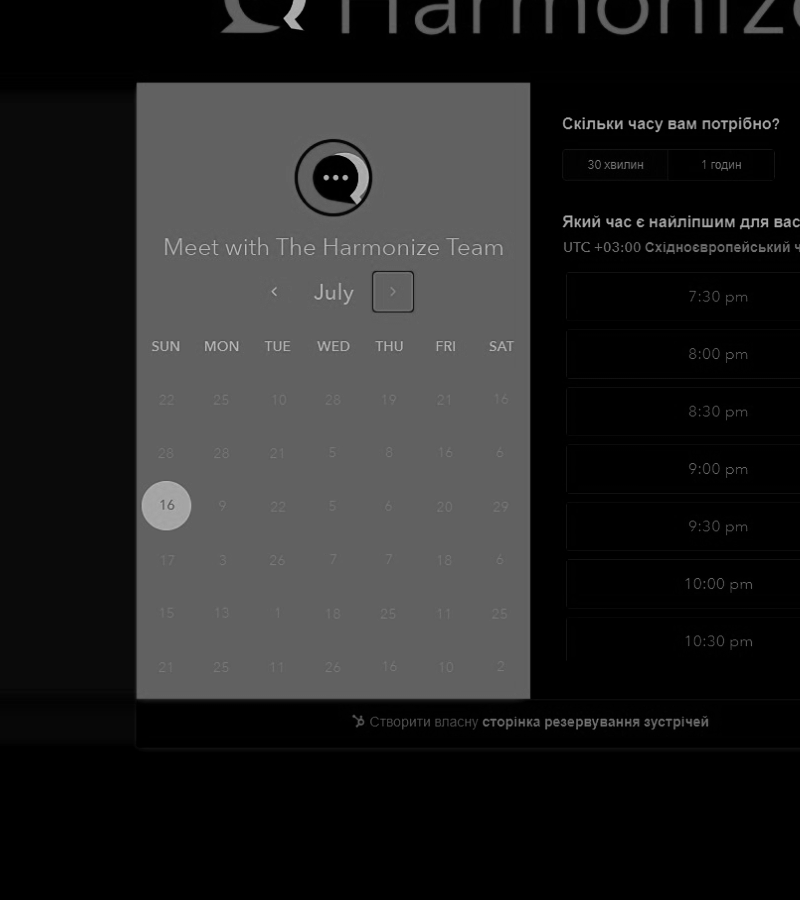 Harmonize
Скільки часу вам потрібно?
30 хвилин 1 годин
Meet with The Harmonize Team
Який час є найліпшим для вас
UTC +03:00 Східноєвропейський ч
July
7:30 pm
SUN MON TUE WED THU FRI SAT
8:00 pm
22 25 10 28 19 21 16
8:30 pm
28 28 21 5 8 16 6
9:00 pm
16 9 22 5 6 20 29
9:30 pm
17 3 26 7 7 18 6
10:00 pm
15 13 1 18 25 11 25
10:30 pm
21 25 11 26 16 10 2
Створити власну сторінка резервування зустрічей